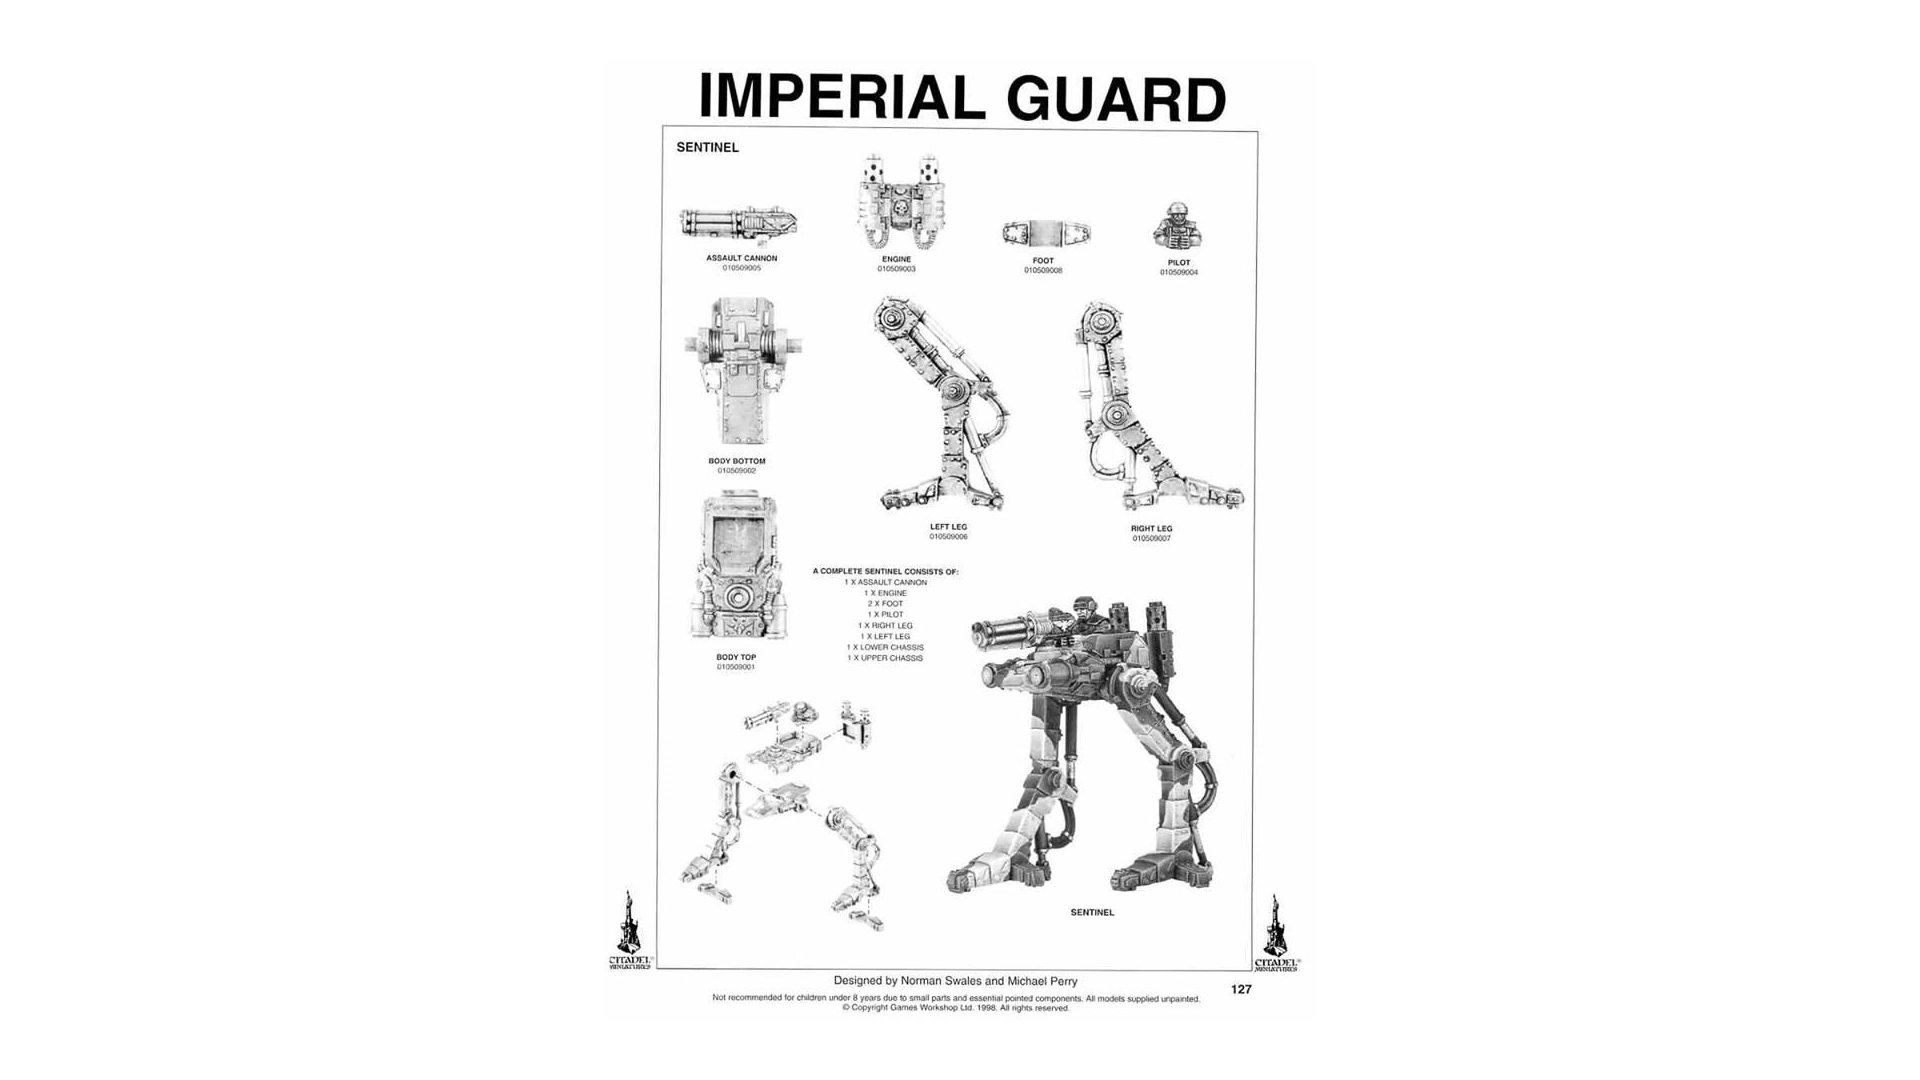 IMPERIAL GUARD
SENTINEL
ASSAULT CANNON
010509005
ENGINE
010509003
FOOT
010509008
PILOT
010509004
BODY BOTTOM
010509002
LEFT LEG
010509006
RIGHT LEG
010509007
BODY TOP
010509001
A COMPLETE SENTINEL CONSISTS OF:
1 X ASSAULT CANNON
1 X ENGINE
2 X FOOT
1 X PILOT
1 X RIGHT LEG
1 X LEFT LEG
1 X LOWER CHASSIS
1 X UPPER CHASSIS
SENTINEL
CITADEL®
MINIATURES
CITADEL®
MINIATURES
Designed by Norman Swales and Michael Perry
127
Not recommended for children under 8 years due to small parts and essential pointed components. All models supplied unpainted.
© Copyright Games Workshop Ltd. 1998. All rights reserved.